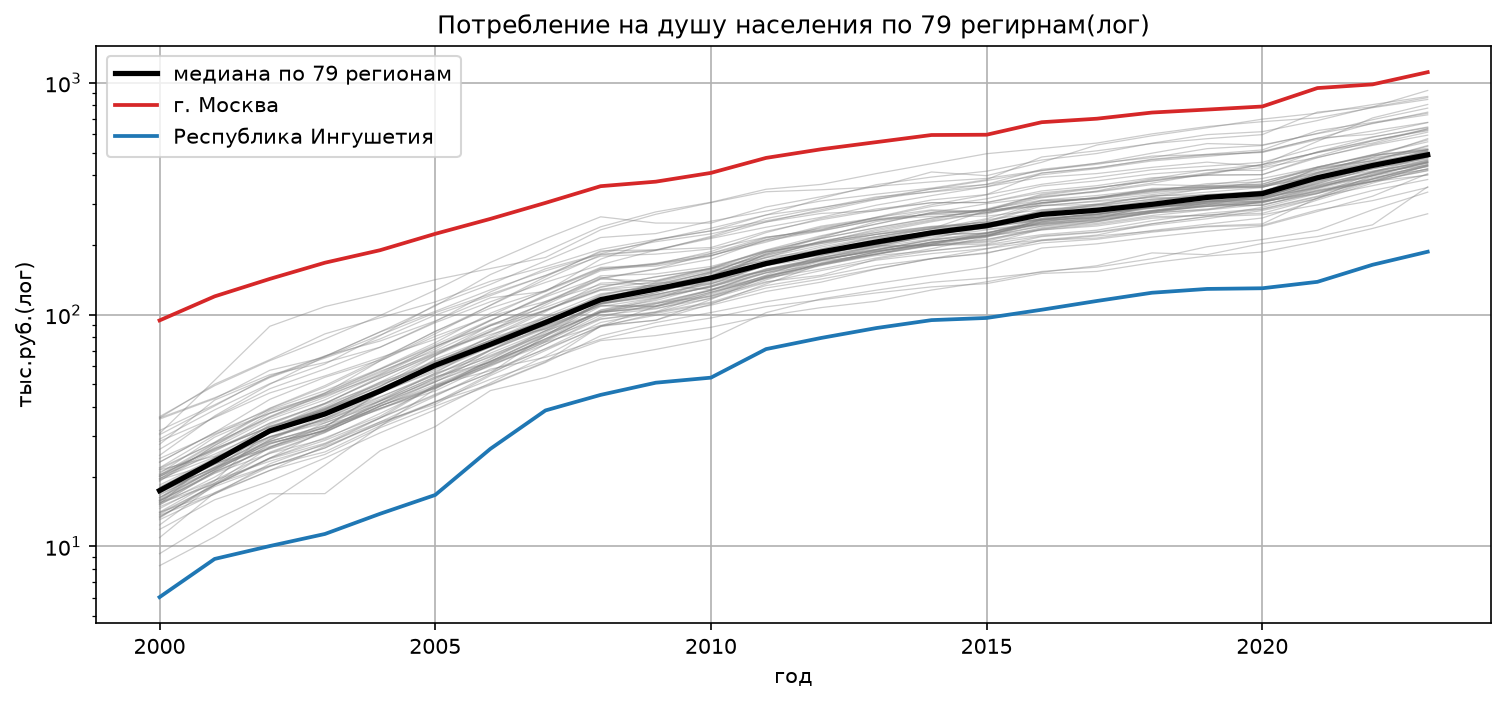 Потребление на душу населения по 79 регирнам(лог)
медиана по 79 регионам
г. Москва
Республика Ингушетия
тыс.руб.(лог)
10³
10²
10¹
2000 2005 2010 2015 2020
год